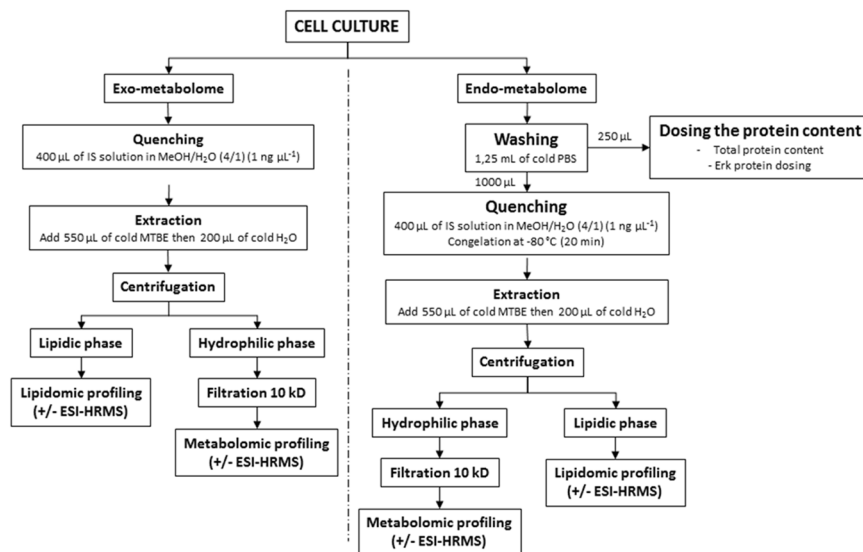 CELL CULTURE
Exo-metabolome
Quenching
400 µL of IS solution in MeOH/H₂O (4/1) (1 ng µL⁻¹)
Extraction
Add 550 µL of cold MTBE then 200 µL of cold H₂O
Centrifugation
Lipidic phase
Hydrophilic phase
Lipidomic profiling
(+/- ESI-HRMS)
Filtration 10 kD
Metabolomic profiling
(+/- ESI-HRMS)
Endo-metabolome
Washing
1,25 mL of cold PBS
250 µL
Dosing the protein content
- Total protein content
- Erk protein dosing
1000 µL
Quenching
400 µL of IS solution in MeOH/H₂O (4/1) (1 ng µL⁻¹)
Congelation at -80 °C (20 min)
Extraction
Add 550 µL of cold MTBE then 200 µL of cold H₂O
Centrifugation
Hydrophilic phase
Lipidic phase
Filtration 10 kD
Lipidomic profiling
(+/- ESI-HRMS)
Metabolomic profiling
(+/- ESI-HRMS)